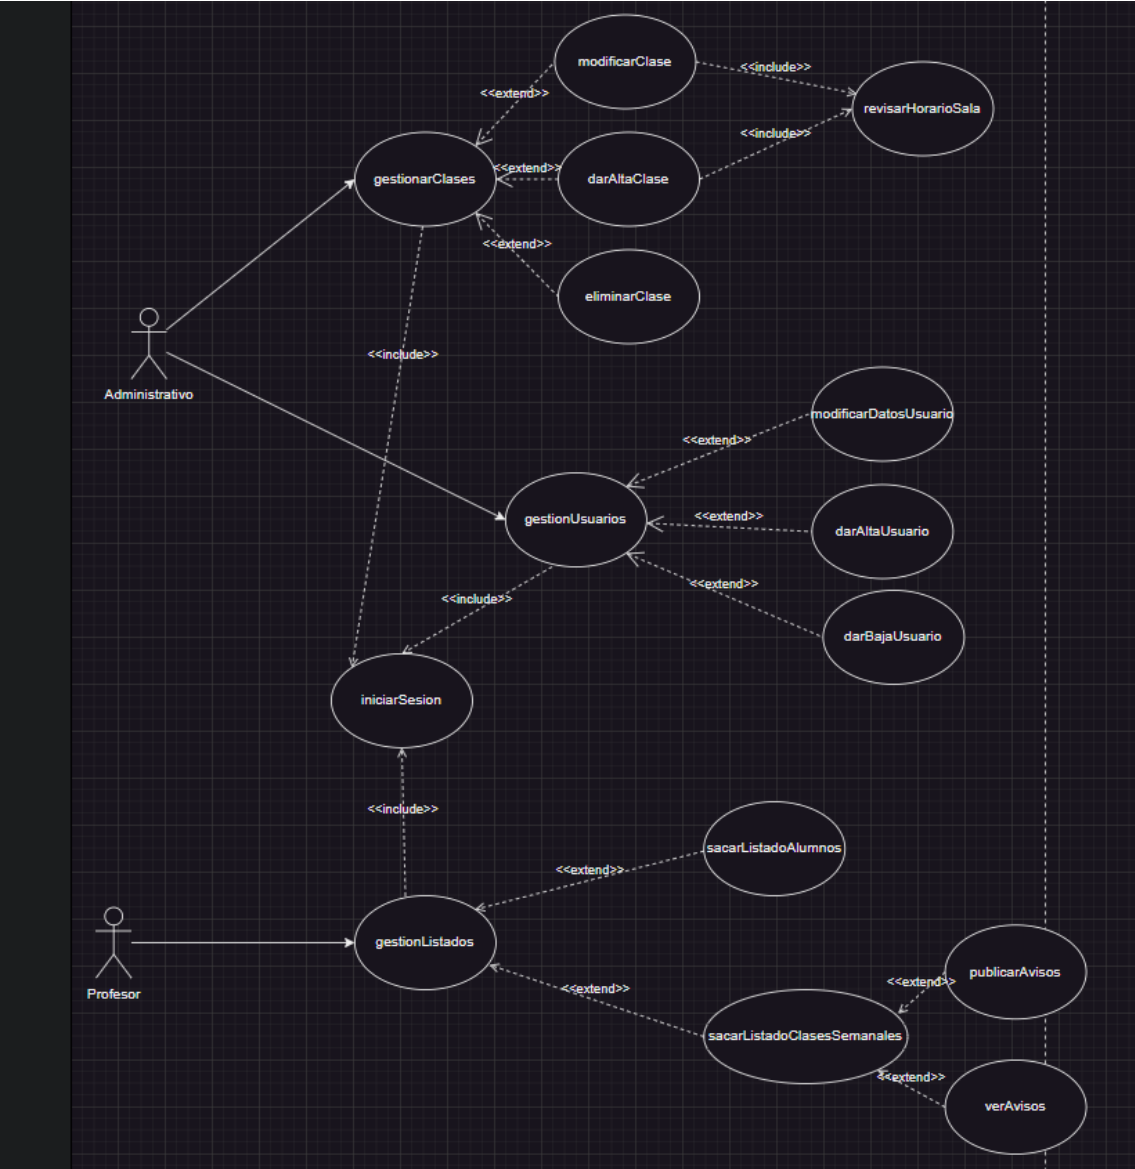 modificarClase
<<include>>
<<extend>>
revisarHorarioSala
<<include>>
<<extend>>
gestionarClases
darAltaClase
<<extend>>
eliminarClase
<<include>>
Administrativo
modificarDatosUsuario
<<extend>>
<<extend>>
gestionUsuarios
darAltaUsuario
<<extend>>
<<include>>
darBajaUsuario
iniciarSesion
<<include>>
sacarListadoAlumnos
<<extend>>
gestionListados
Profesor
publicarAvisos
<<extend>>
<<extend>>
sacarListadoClasesSemanales
<<extend>>
verAvisos